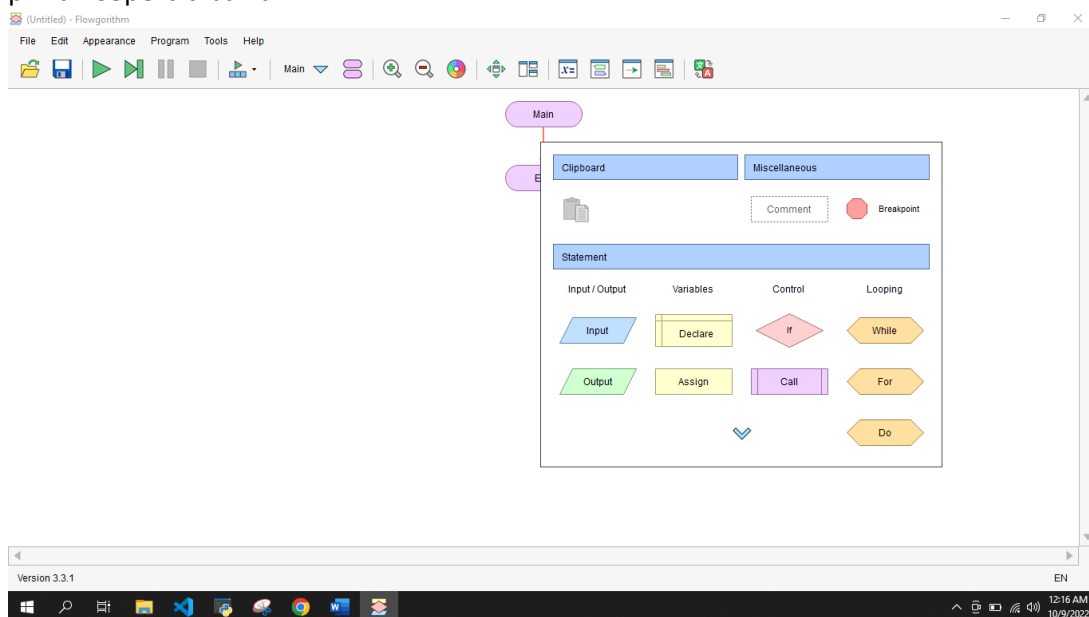 (Untitled) - Flowgorithm
File Edit Appearance Program Tools Help
Main
x=
Main
Clipboard Miscellaneous
Comment Breakpoint
Statement
Input / Output Variables Control Looping
Input Declare If While
Output Assign Call For
Do
Version 3.3.1 EN
12:16 AM
10/9/2022